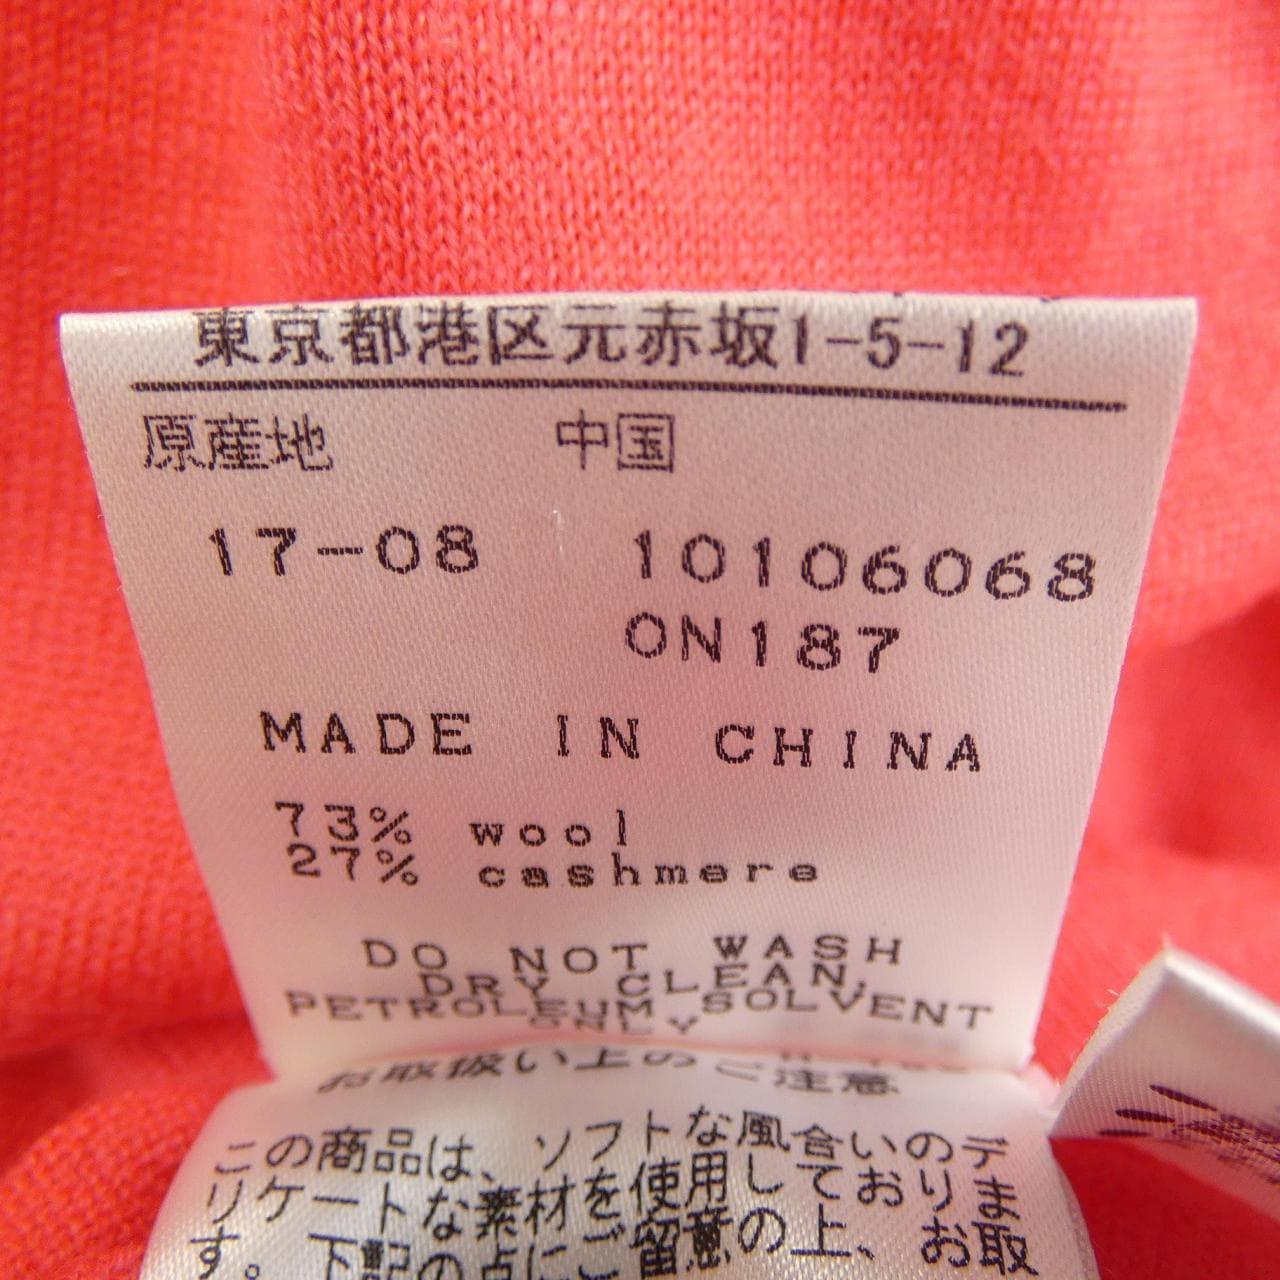 東京都港区元赤坂1-5-12
原産地 中国
17-08 10106068
0N187
MADE IN CHINA
73% wool
27% cashmere
DO NOT WASH
DRY CLEAN,
PETROLEUM SOLVENT
ONLY
お取扱い上のご注意
この商品は、ソフトな風合いのデ
リケートな素材を使用しておりま
す。下記の点にご留意の上、お取